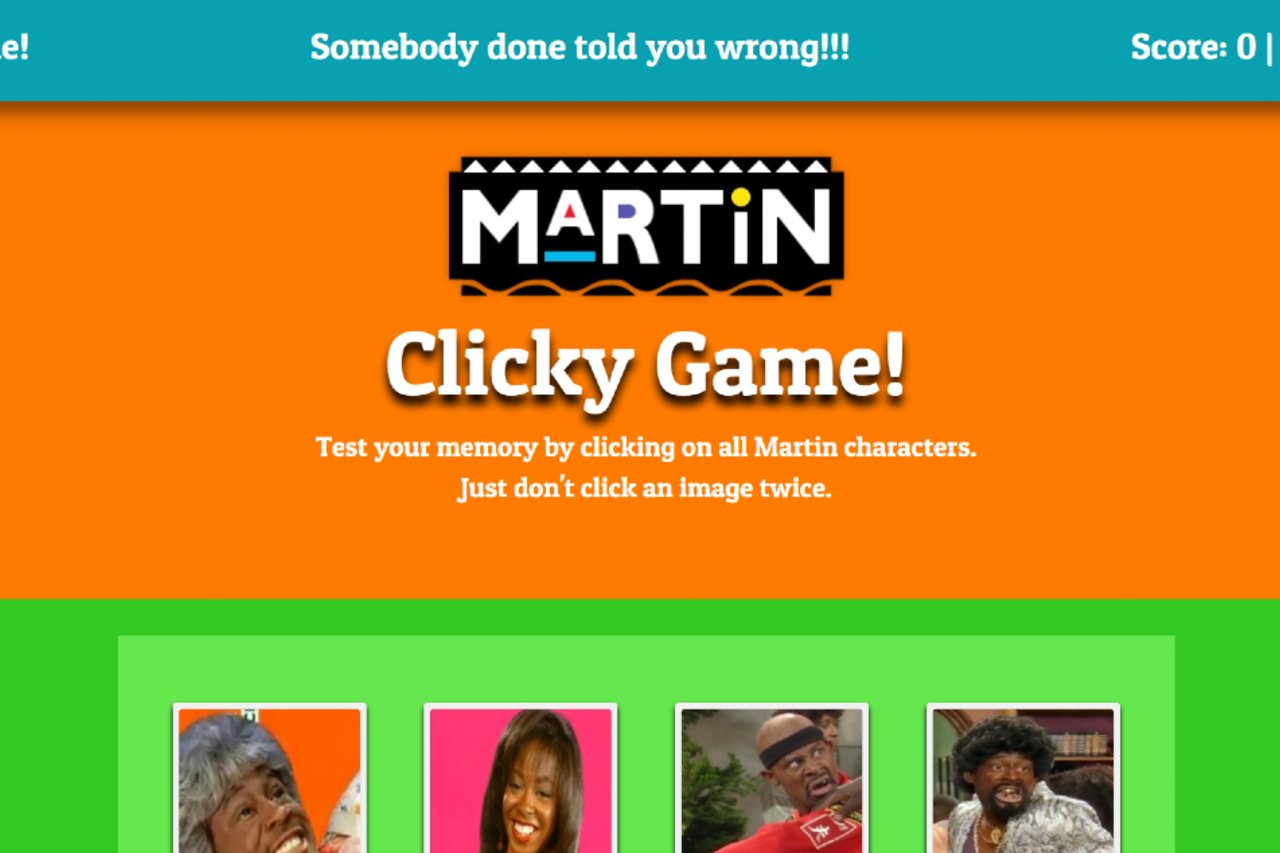 e!
Somebody done told you wrong!!!
Score: 0 |
MARTiN
Clicky Game!
Test your memory by clicking on all Martin characters.
Just don't click an image twice.